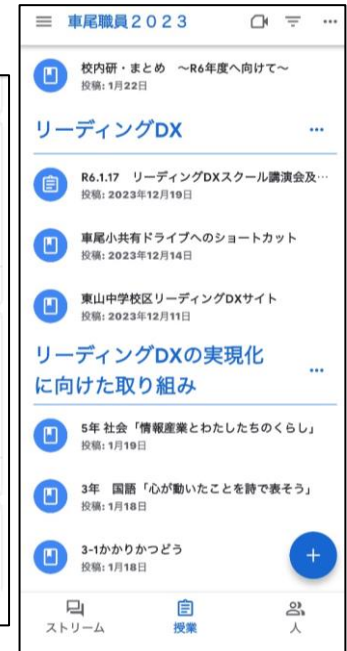 車尾職員2023
校内研・まとめ ～R6年度へ向けて～
投稿: 1月22日
リーディングDX
R6.1.17 リーディングDXスクール講演会及…
投稿: 2023年12月19日
車尾小共有ドライブへのショートカット
投稿: 2023年12月14日
東山中学校区リーディングDXサイト
投稿: 2023年12月11日
リーディングDXの実現化
に向けた取り組み
5年 社会「情報産業とわたしたちのくらし」
投稿: 1月19日
3年 国語「心が動いたことを詩で表そう」
投稿: 1月18日
3-1かかりかつどう
投稿: 1月18日
ストリーム 授業 人